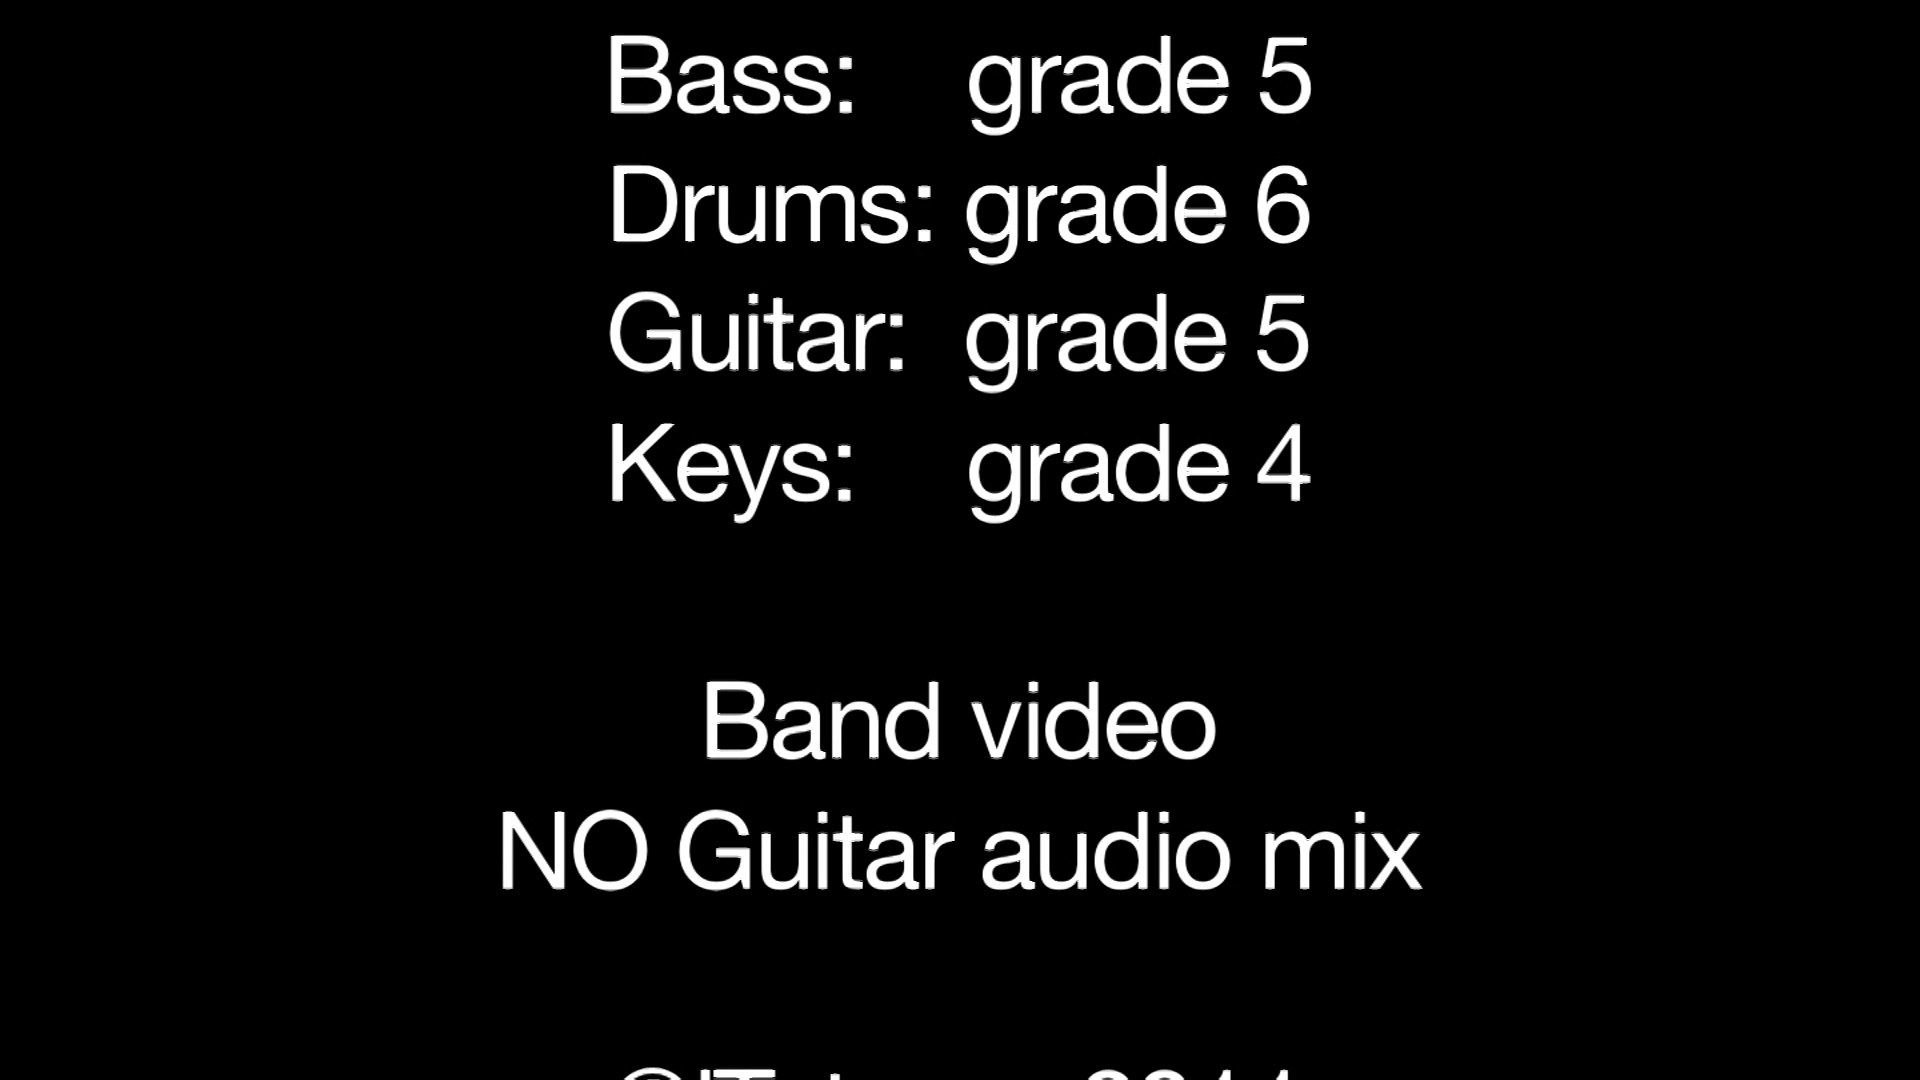 Bass: grade 5
Drums: grade 6
Guitar: grade 5
Keys: grade 4
Band video
NO Guitar audio mix